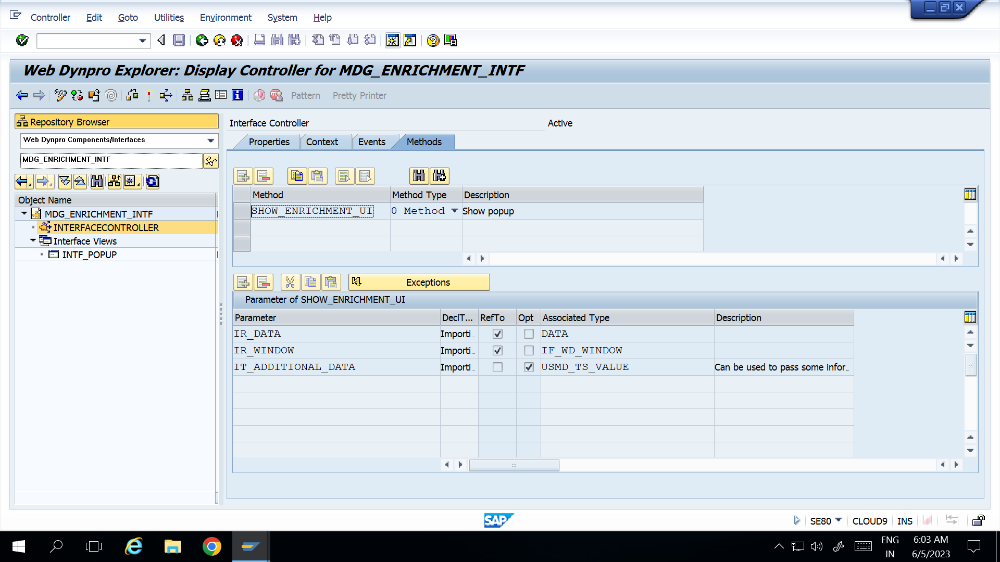 Controller Edit Goto Utilities Environment System Help
Web Dynpro Explorer: Display Controller for MDG_ENRICHMENT_INTF
Pattern Pretty Printer
Repository Browser
Web Dynpro Components/Interfaces
MDG_ENRICHMENT_INTF
Object Name
MDG_ENRICHMENT_INTF
INTERFACECONTROLLER
Interface Views
INTF_POPUP
Interface Controller Active
Properties Context Events Methods
Method Method Type Description
SHOW_ENRICHMENT_UI 0 Method Show popup
Exceptions
Parameter of SHOW_ENRICHMENT_UI
Parameter DeclT... RefTo Opt Associated Type Description
IR_DATA Importi... DATA
IR_WINDOW Importi... IF_WD_WINDOW
IT_ADDITIONAL_DATA Importi... USMD_TS_VALUE Can be used to pass some infor...
SAP
SE80 CLOUD9 INS
ENG
IN
6:03 AM
6/5/2023